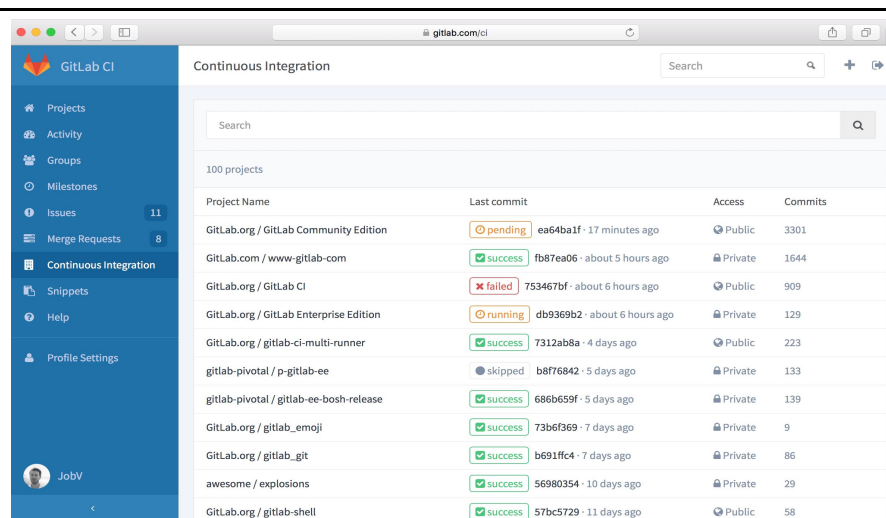 gitlab.com/ci
GitLab CI
Continuous Integration
Search
Projects
Activity
Groups
Milestones
Issues 11
Merge Requests 8
Continuous Integration
Snippets
Help
Profile Settings
JobV
Search
100 projects
Project Name Last commit Access Commits
GitLab.org / GitLab Community Edition pending ea64ba1f · 17 minutes ago Public 3301
GitLab.com / www-gitlab-com success fb87ea06 · about 5 hours ago Private 1644
GitLab.org / GitLab CI failed 753467bf · about 6 hours ago Public 909
GitLab.org / GitLab Enterprise Edition running db9369b2 · about 6 hours ago Private 129
GitLab.org / gitlab-ci-multi-runner success 7312ab8a · 4 days ago Public 223
gitlab-pivotal / p-gitlab-ee skipped b8f76842 · 5 days ago Private 133
gitlab-pivotal / gitlab-ee-bosh-release success 686b659f · 5 days ago Private 139
GitLab.org / gitlab_emoji success 73b6f369 · 7 days ago Private 9
GitLab.org / gitlab_git success b691ffc4 · 7 days ago Private 86
awesome / explosions success 56980354 · 10 days ago Private 29
GitLab.org / gitlab-shell success 57bc5729 · 11 days ago Public 58